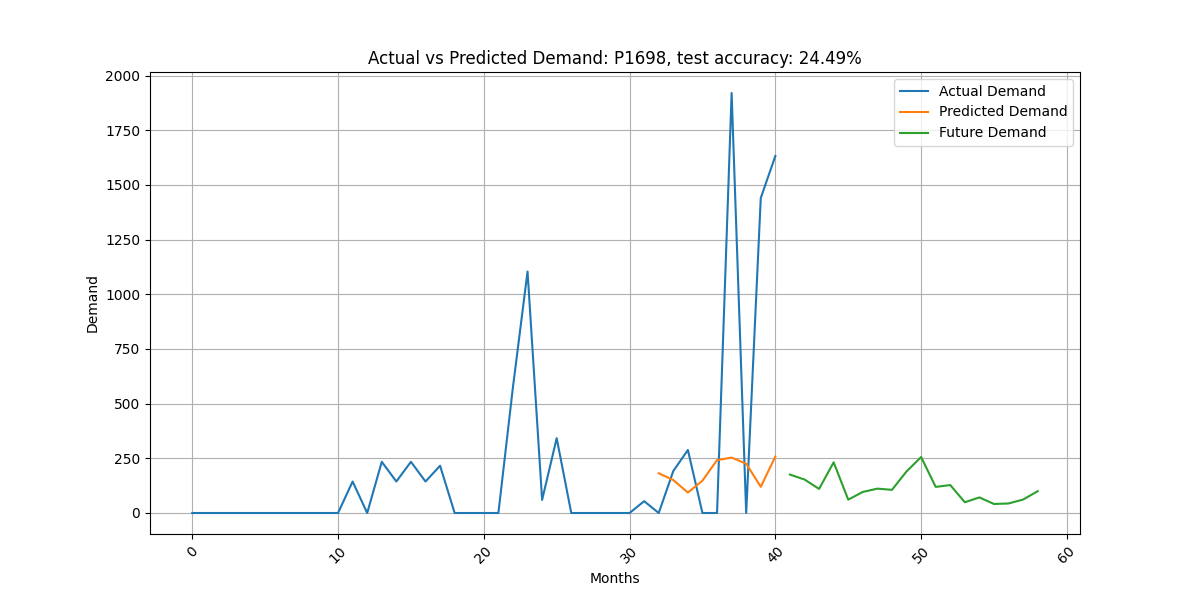 Actual vs Predicted Demand: P1698, test accuracy: 24.49%
Actual Demand
Predicted Demand
Future Demand
2000
1750
1500
1250
1000
750
500
250
0
Demand
0 10 20 30 40 50 60
Months